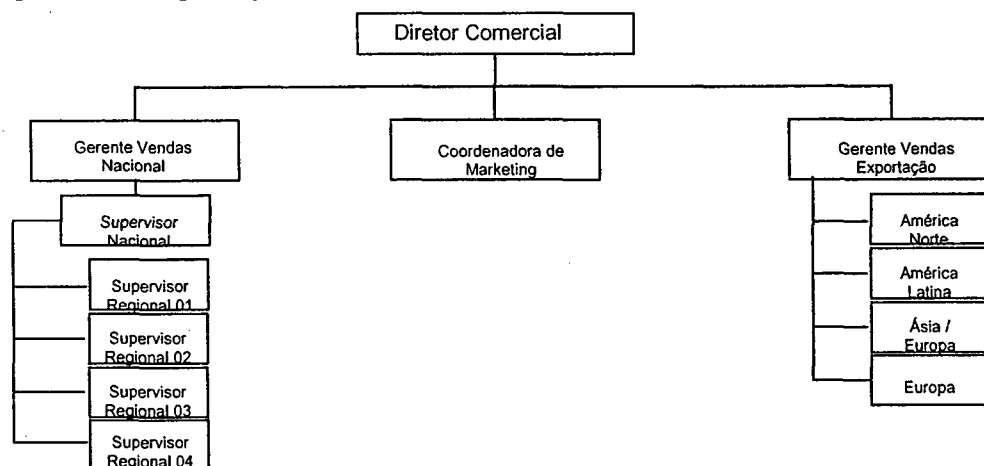 Diretor Comercial
Gerente Vendas
Nacional
Coordenadora de
Marketing
Gerente Vendas
Exportação
Supervisor
Nacional
Supervisor
Regional 01
Supervisor
Regional 02
Supervisor
Regional 03
Supervisor
Regional 04
América
Norte
América
Latina
Ásia /
Europa
Europa